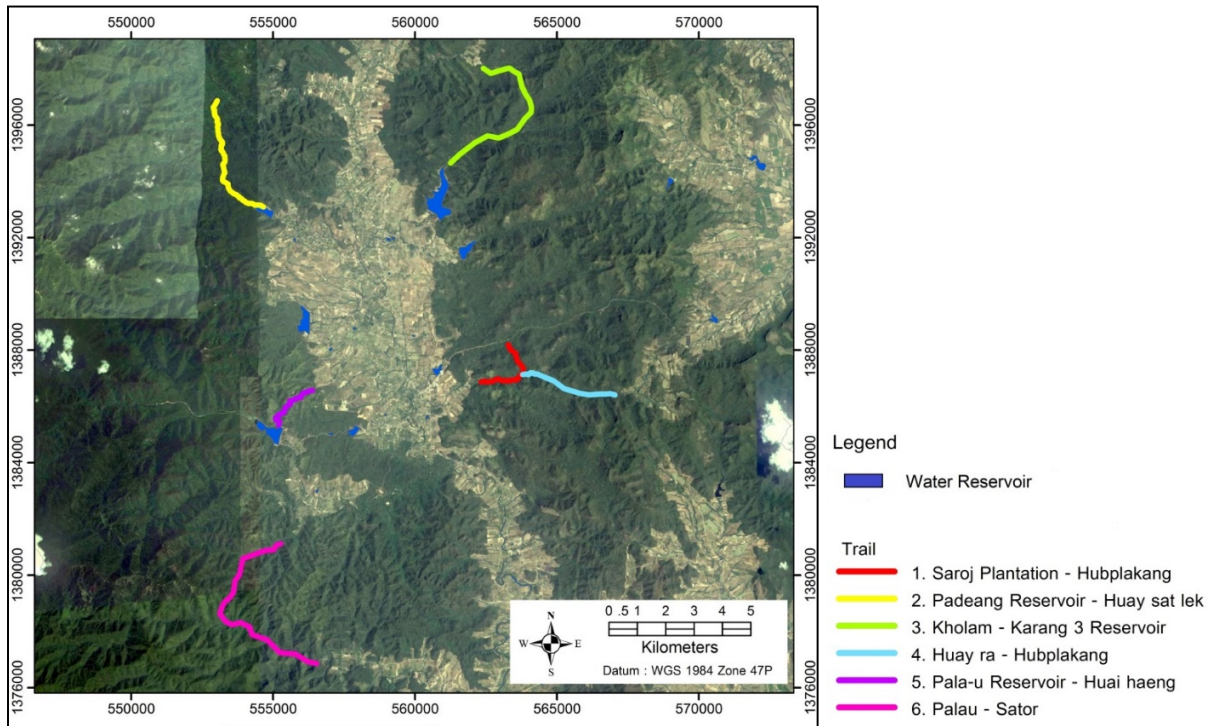 550000 555000 560000 565000 570000
1396000 1396000
1392000 1392000
1388000 1388000
1384000 1384000
1380000 1380000
1376000 1376000
N
W E
S
0 .5 1 2 3 4 5
Kilometers
Datum : WGS 1984 Zone 47P
550000 555000 560000 565000 570000
Legend
Water Reservoir
Trail
1. Saroj Plantation - Hubplakang
2. Padeang Reservoir - Huay sat lek
3. Kholam - Karang 3 Reservoir
4. Huay ra - Hubplakang
5. Pala-u Reservoir - Huai haeng
6. Palau - Sator